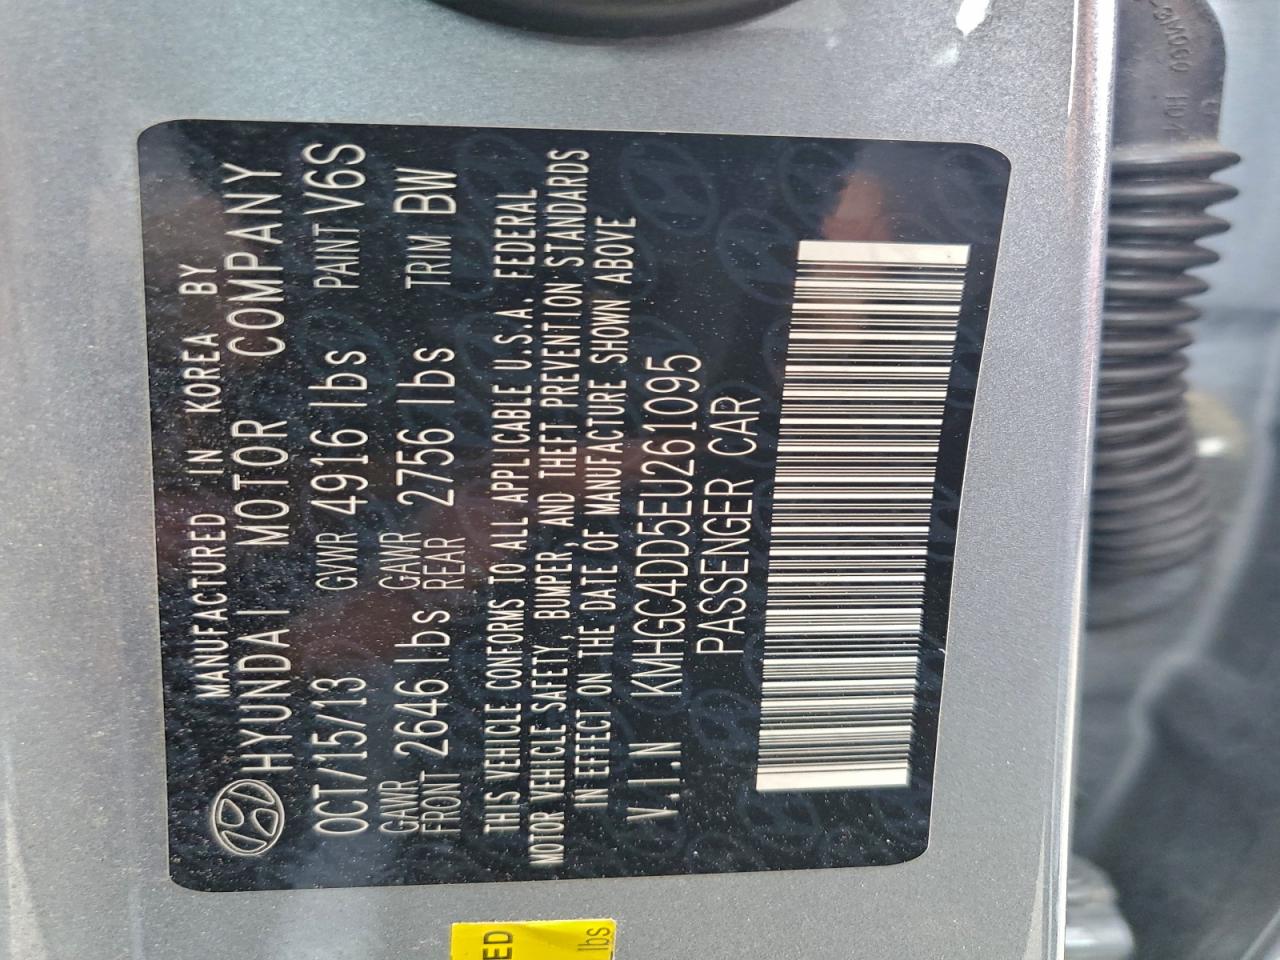 MANUFACTURED IN KOREA BY
HYUNDAI MOTOR COMPANY
OCT/15/13 GVWR 4916 lbs PAINT V6S
GAWR FRONT 2646 lbs GAWR REAR 2756 lbs TRIM BW
THIS VEHICLE CONFORMS TO ALL APPLICABLE U.S.A. FEDERAL
MOTOR VEHICLE SAFETY, BUMPER, AND THEFT PREVENTION STANDARDS
IN EFFECT ON THE DATE OF MANUFACTURE SHOWN ABOVE
V.I.N KMHGC4DD5EU261095
PASSENGER CAR
ED
lbs